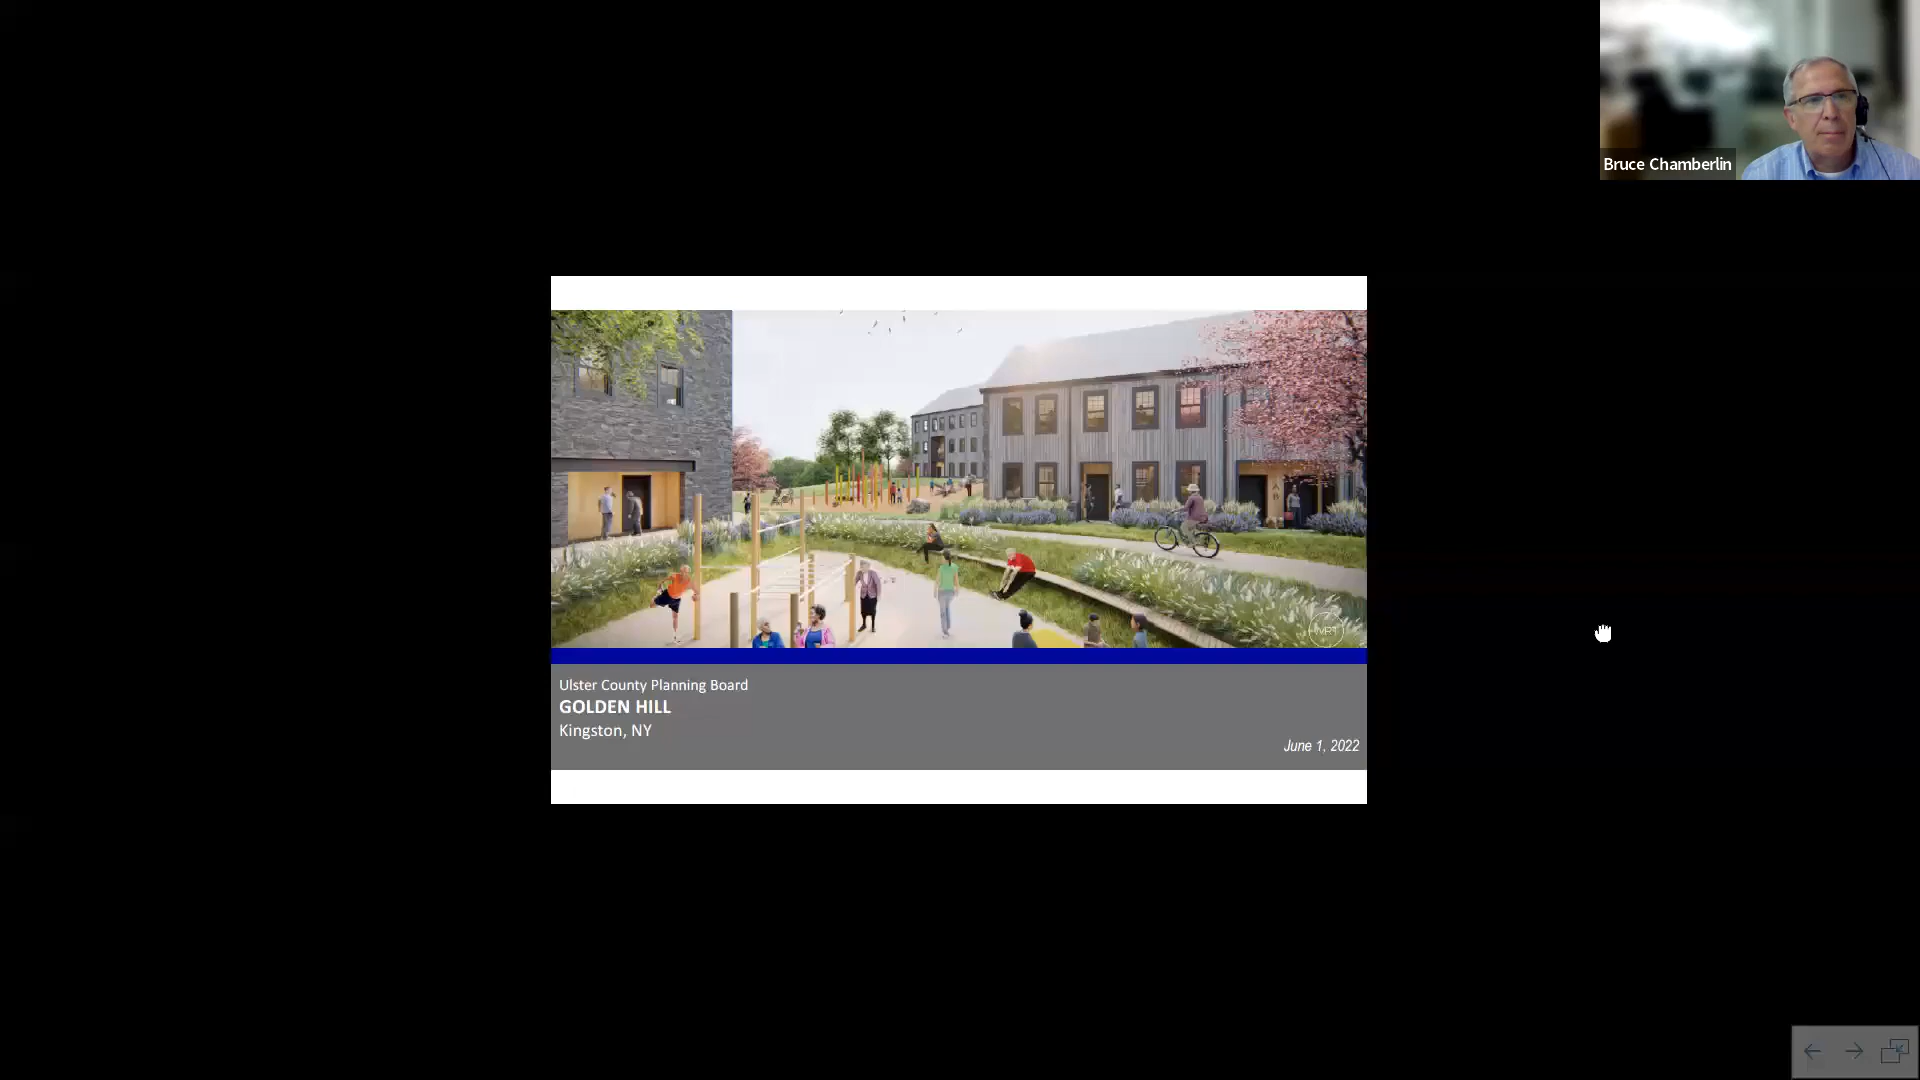 Bruce Chamberlin
Ulster County Planning Board
GOLDEN HILL
Kingston, NY
June 1, 2022